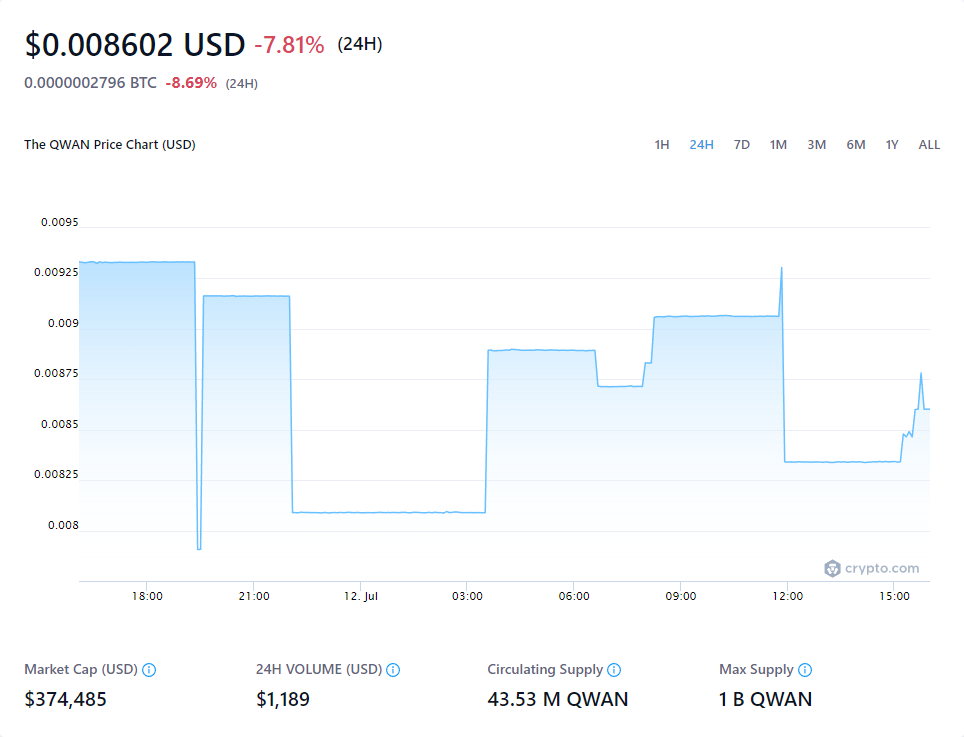 $0.008602 USD -7.81% (24H)
0.0000002796 BTC -8.69% (24H)
The QWAN Price Chart (USD)
1H 24H 7D 1M 3M 6M 1Y ALL
0.0095
0.00925
0.009
0.00875
0.0085
0.00825
0.008
crypto.com
18:00 21:00 12. Jul 03:00 06:00 09:00 12:00 15:00
Market Cap (USD) 24H VOLUME (USD) Circulating Supply Max Supply
$374,485 $1,189 43.53 M QWAN 1 B QWAN